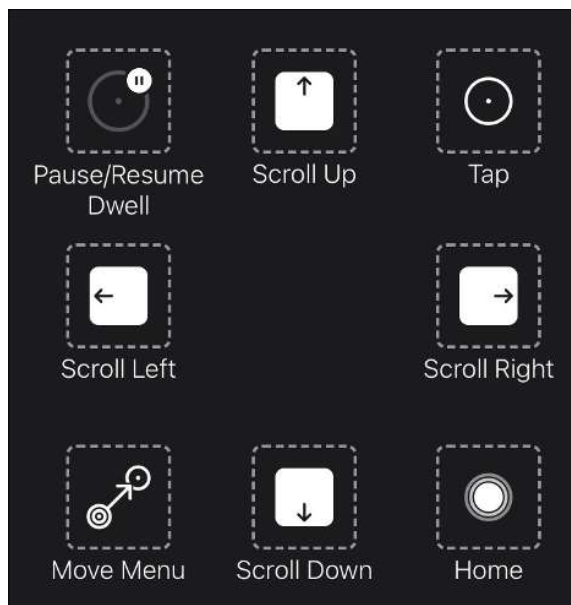 Pause/Resume
Dwell
Scroll Up
Tap
Scroll Left
Scroll Right
Move Menu
Scroll Down
Home